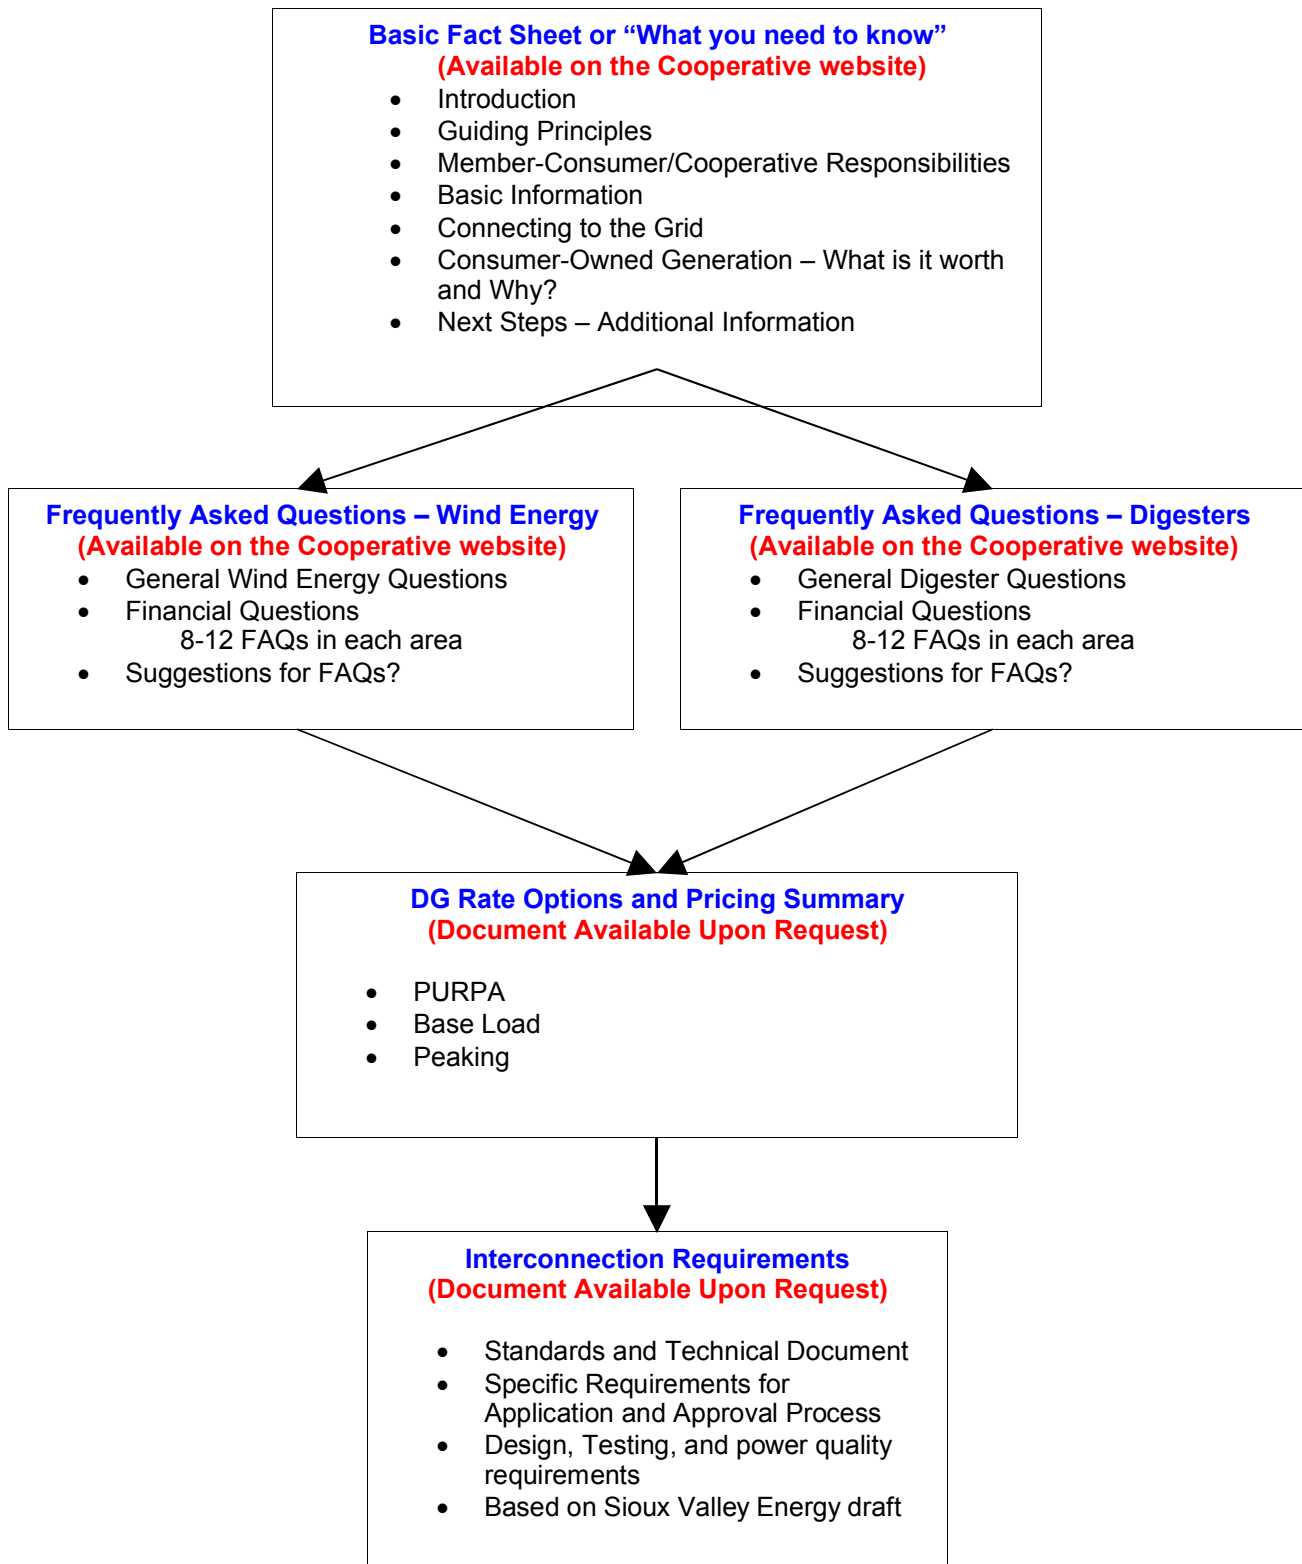 Basic Fact Sheet or “What you need to know”
(Available on the Cooperative website)
• Introduction
• Guiding Principles
• Member-Consumer/Cooperative Responsibilities
• Basic Information
• Connecting to the Grid
• Consumer-Owned Generation – What is it worth
and Why?
• Next Steps – Additional Information
Frequently Asked Questions – Wind Energy
(Available on the Cooperative website)
• General Wind Energy Questions
• Financial Questions
8-12 FAQs in each area
• Suggestions for FAQs?
Frequently Asked Questions – Digesters
(Available on the Cooperative website)
• General Digester Questions
• Financial Questions
8-12 FAQs in each area
• Suggestions for FAQs?
DG Rate Options and Pricing Summary
(Document Available Upon Request)
• PURPA
• Base Load
• Peaking
Interconnection Requirements
(Document Available Upon Request)
• Standards and Technical Document
• Specific Requirements for
Application and Approval Process
• Design, Testing, and power quality
requirements
• Based on Sioux Valley Energy draft